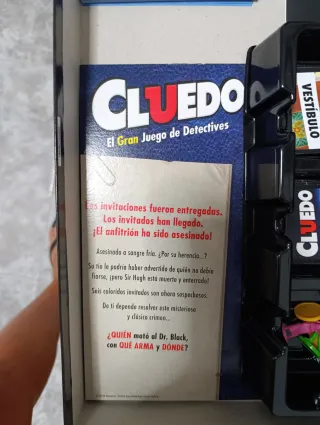 CLUEDO
El Gran Juego de Detectives
Las invitaciones fueron entregadas.
Los invitados han llegado.
¡El anfitrión ha sido asesinado!
Asesinado a sangre fría. ¿Por su herencia...?
Su tío le podría haber advertido de quién no debía
fiarse, ¡pero Sir Hugh está muerto y enterrado!
Seis coloridos invitados son ahora sospechosos.
De ti depende resolver este misterioso
y clásico crimen...
¿QUIÉN mató al Dr. Black,
con QUÉ ARMA y DÓNDE?
VESTÍBULO
CLUEDO